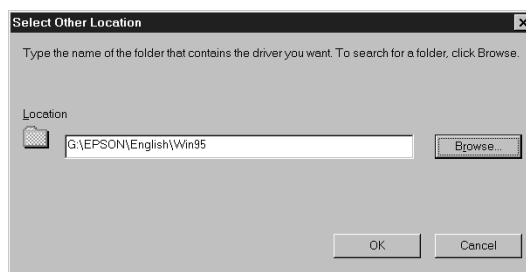 Select Other Location
Type the name of the folder that contains the driver you want. To search for a folder, click Browse.
Location
G:\EPSON\English\Win95
Browse...
OK
Cancel